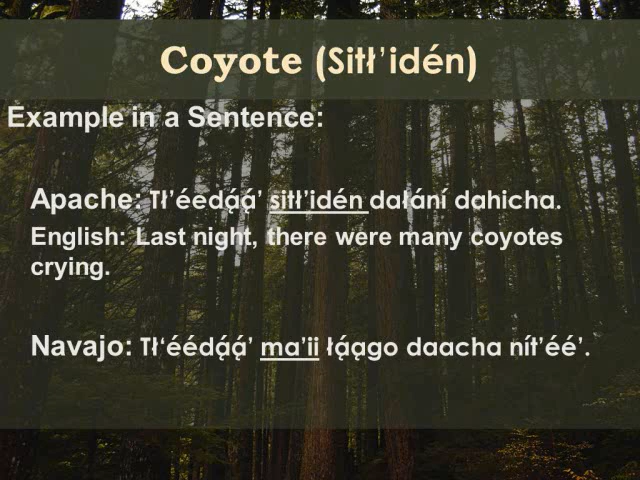 Coyote (Sitł’idén)
Example in a Sentence:
Apache: Tł’éedą́ą́’ sitł’idén dałání dahicha.
English: Last night, there were many coyotes
crying.
Navajo: Tł‘éédą́ą́’ ma’ii łą́ą́go daacha nít’éé’.